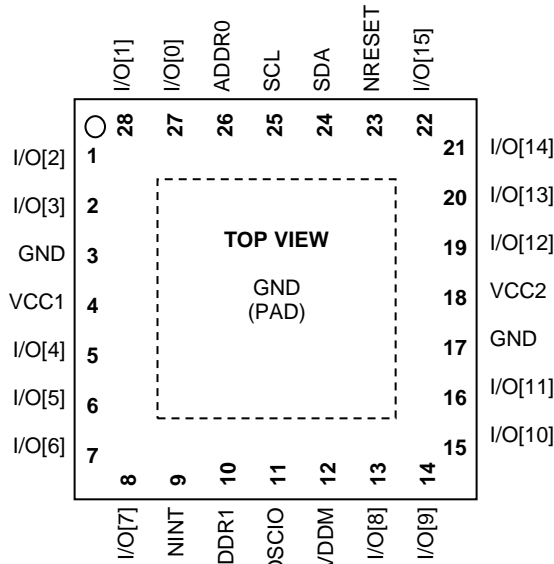 I/O[1]
I/O[0]
ADDR0
SCL
SDA
NRESET
I/O[15]
28 27 26 25 24 23 22
I/O[2] 1
21 I/O[14]
I/O[3] 2
20 I/O[13]
GND 3
19 I/O[12]
VCC1 4
18 VCC2
I/O[4] 5
17 GND
I/O[5] 6
16 I/O[11]
I/O[6] 7
15 I/O[10]
TOP VIEW
GND
(PAD)
8 9 10 11 12 13 14
I/O[7]
NINT
DDR1
OSCIO
VDDM
I/O[8]
I/O[9]